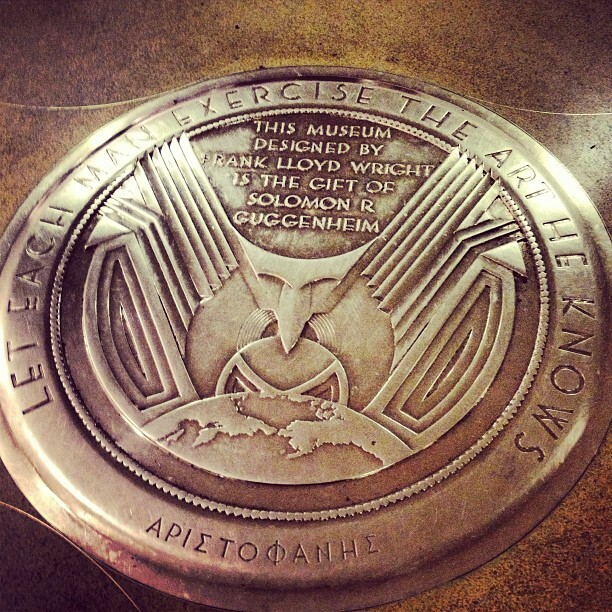 LET EACH MAN EXERCISE THE ART HE KNOWS
THIS MUSEUM
DESIGNED BY
FRANK LLOYD WRIGHT
IS THE GIFT OF
SOLOMON R
GUGGENHEIM
ΑΡΙΣΤΟΦΑΝΗΣ